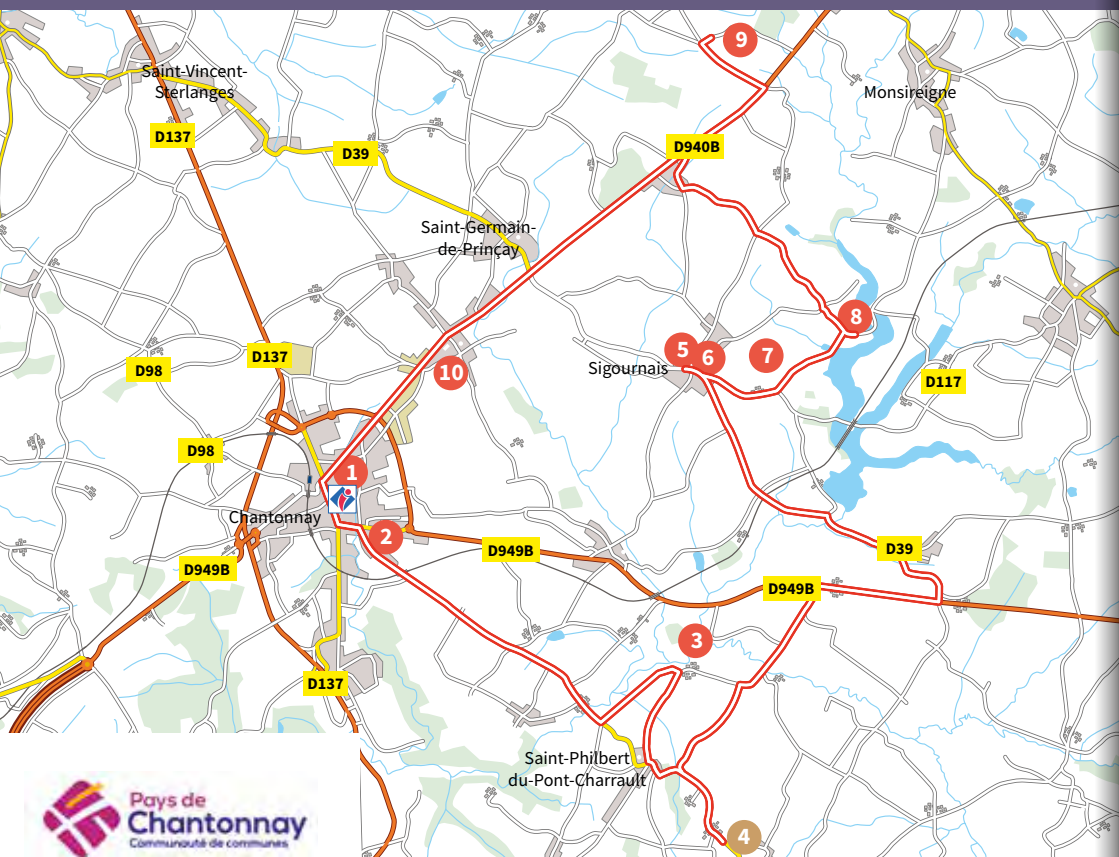 9
Saint-Vincent-
Sterlanges
Monsireigne
D137
D940B
D39
Saint-Germain-
de-Prinçay
8
5
6
7
D137
Sigournais
D98
10
D117
D98
1
Chantonnay
2
D39
D949B
D949B
D949B
3
D137
Saint-Philbert
du-Pont-Charrault
4
Pays de
Chantonnay
Communauté de communes